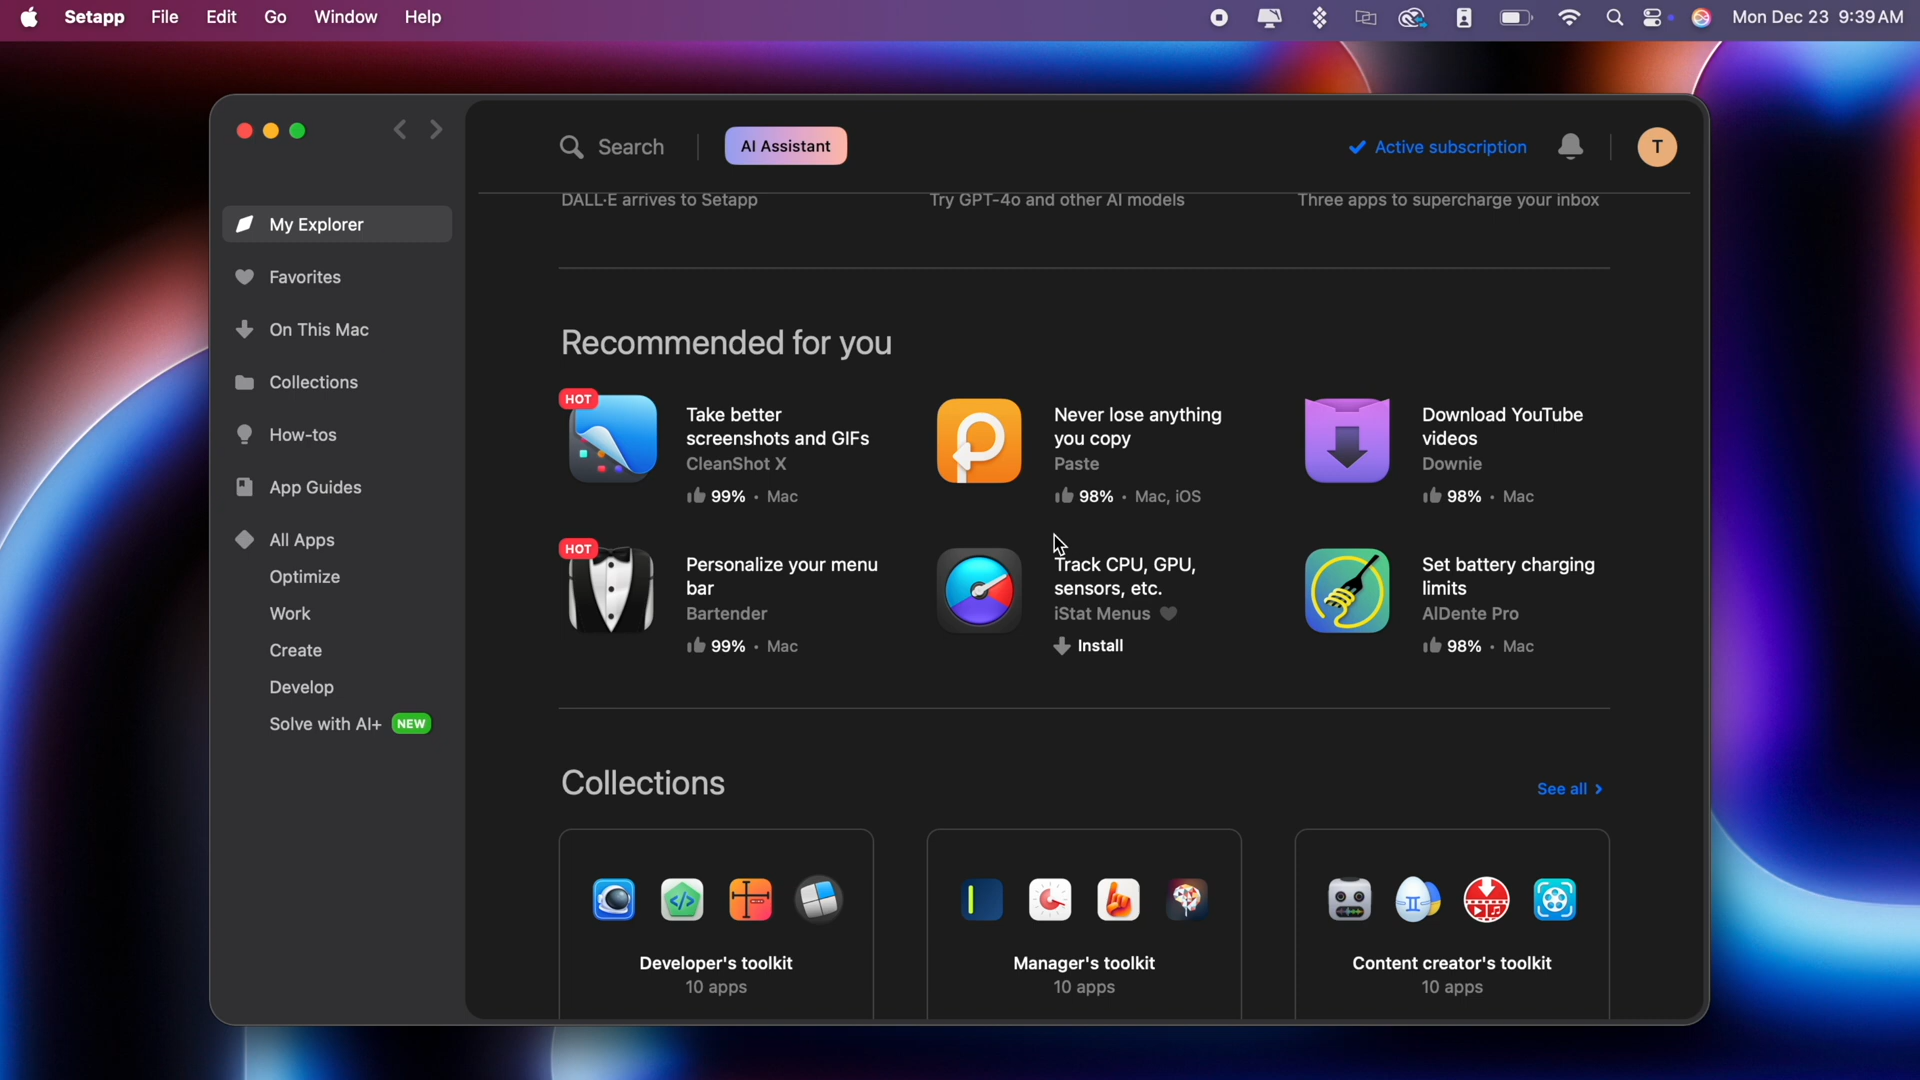 Setapp File Edit Go Window Help Mon Dec 23 9:39 AM
Search AI Assistant Active subscription T
DALL·E arrives to Setapp Try GPT-4o and other AI models Three apps to supercharge your inbox
My Explorer
Favorites
On This Mac
Collections
How-tos
App Guides
All Apps
Optimize
Work
Create
Develop
Solve with AI+ NEW
Recommended for you
HOT
Take better
screenshots and GIFs
CleanShot X
99% · Mac
Never lose anything
you copy
Paste
98% · Mac, iOS
Download YouTube
videos
Downie
98% · Mac
HOT
Personalize your menu
bar
Bartender
99% · Mac
Track CPU, GPU,
sensors, etc.
iStat Menus
Install
Set battery charging
limits
AlDente Pro
98% · Mac
Collections
See all >
Developer's toolkit
10 apps
Manager's toolkit
10 apps
Content creator's toolkit
10 apps